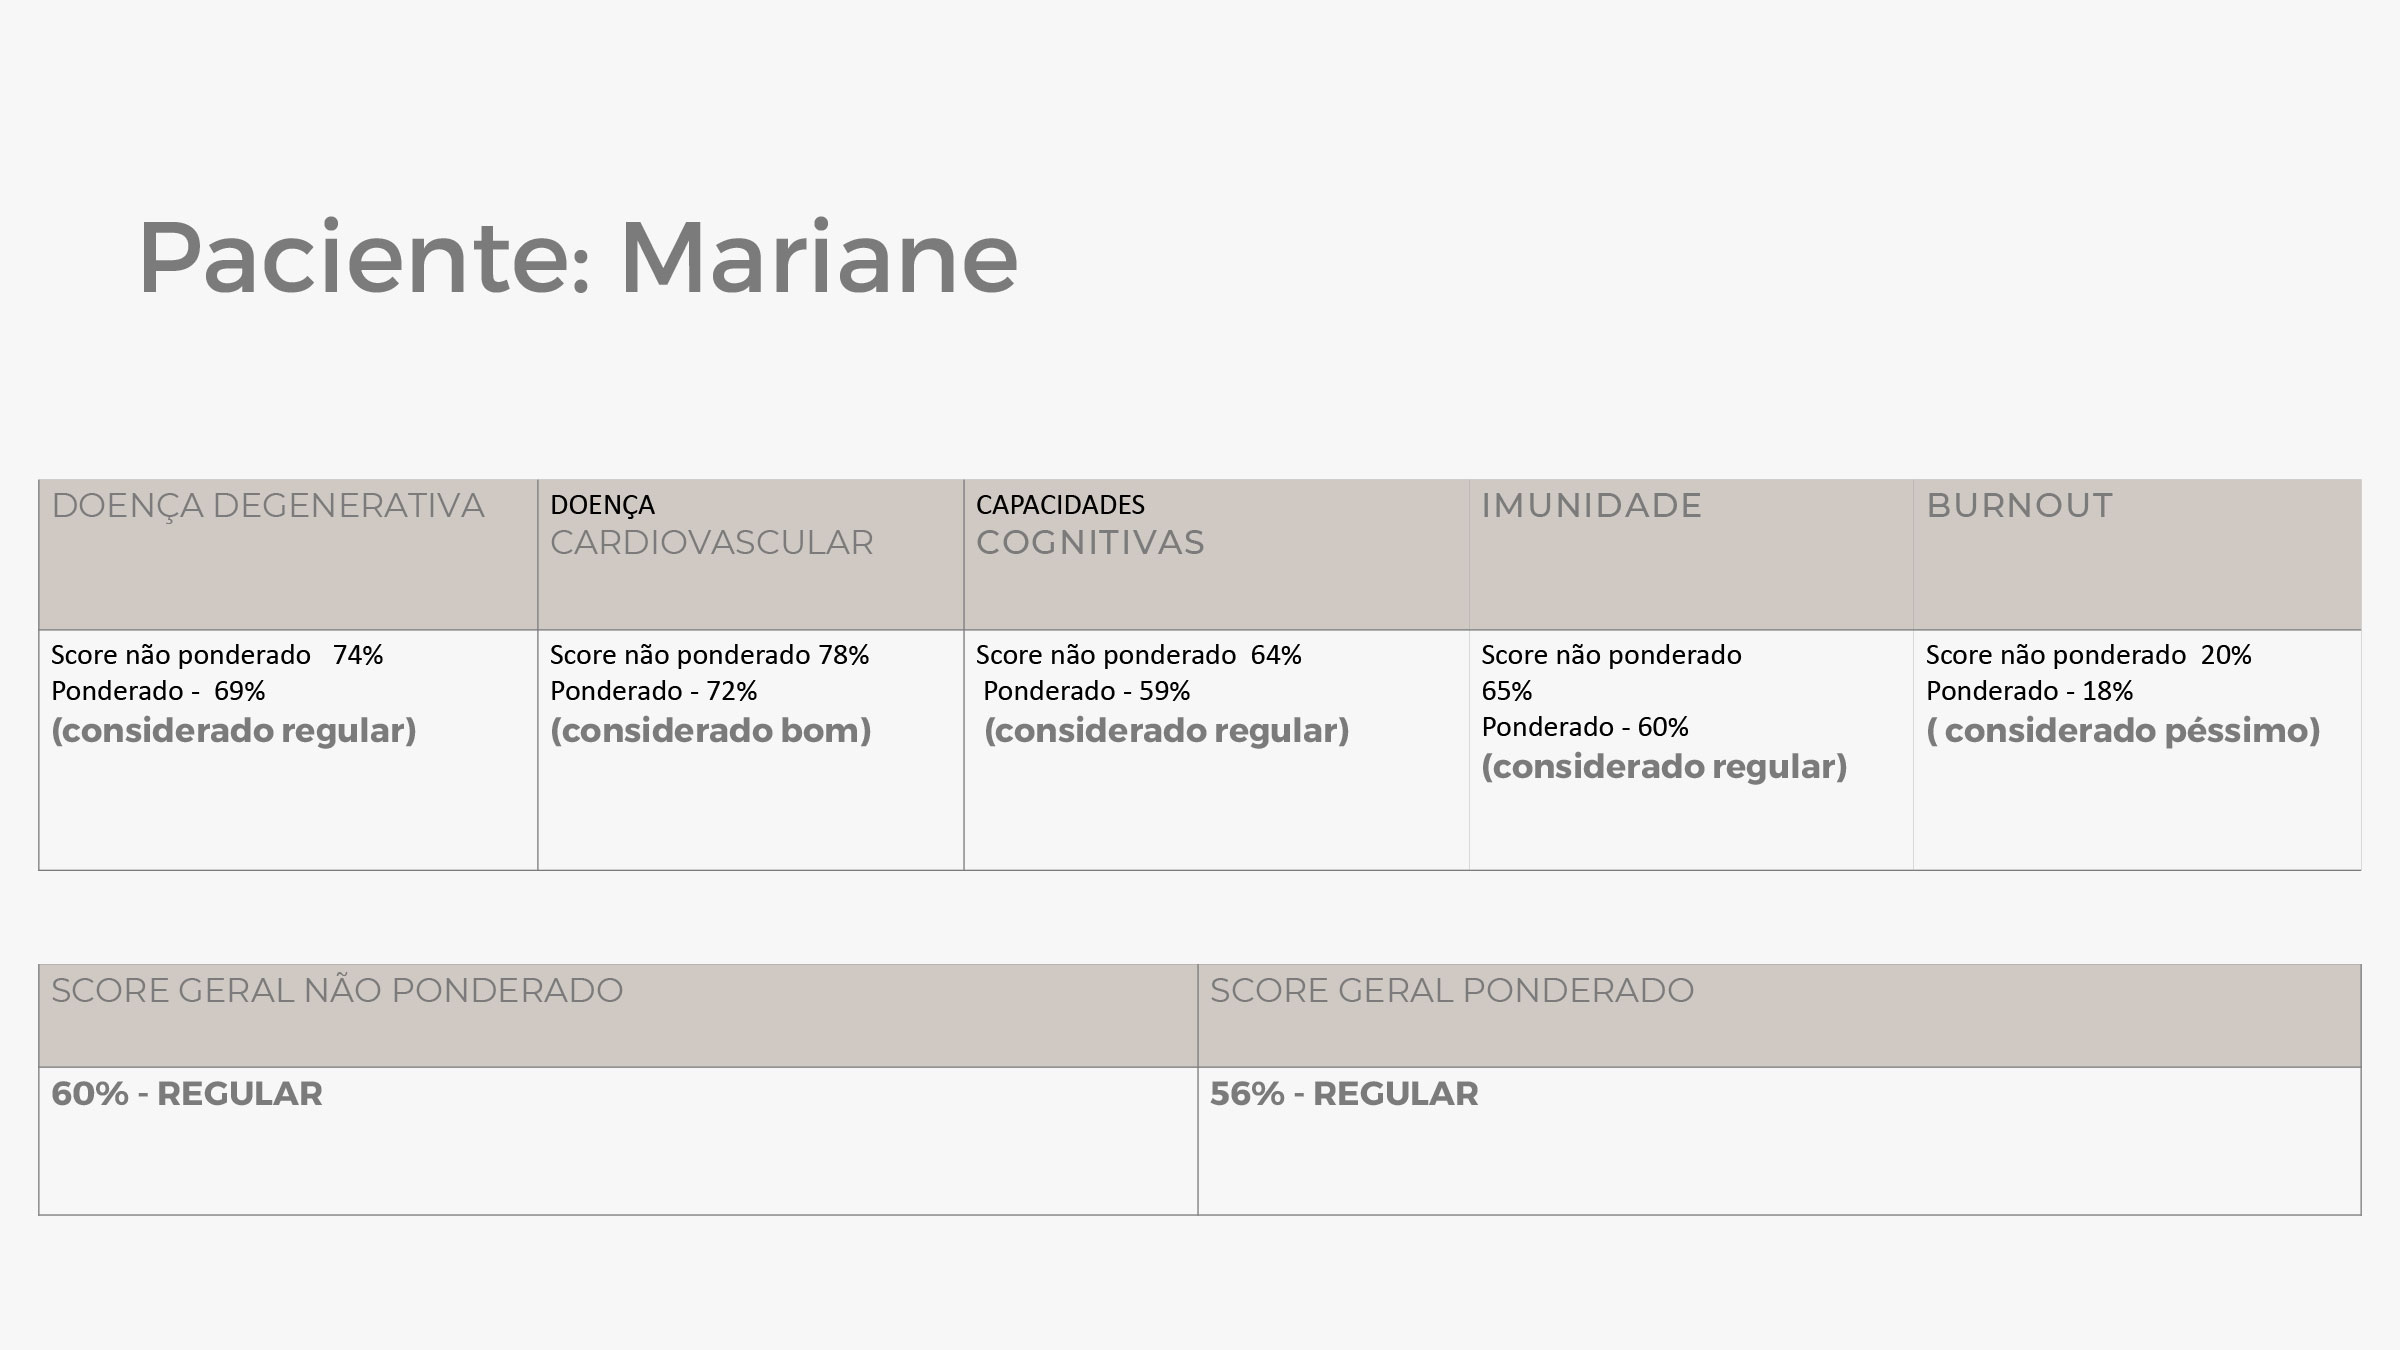 Paciente: Mariane
DOENÇA DEGENERATIVA
DOENÇA
CARDIOVASCULAR
CAPACIDADES
COGNITIVAS
IMUNIDADE
BURNOUT
Score não ponderado   74%
Ponderado -  69%
(considerado regular)
Score não ponderado 78%
Ponderado - 72%
(considerado bom)
Score não ponderado  64%
Ponderado - 59%
(considerado regular)
Score não ponderado
65%
Ponderado - 60%
(considerado regular)
Score não ponderado  20%
Ponderado - 18%
( considerado péssimo)
SCORE GERAL NÃO PONDERADO
SCORE GERAL PONDERADO
60% - REGULAR
56% - REGULAR